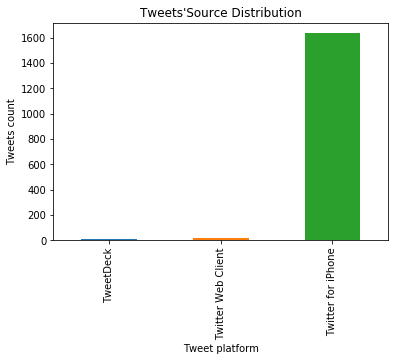 Tweets'Source Distribution
1600
1400
1200
1000
800
600
400
200
0
Tweets count
TweetDeck
Twitter Web Client
Twitter for iPhone
Tweet platform